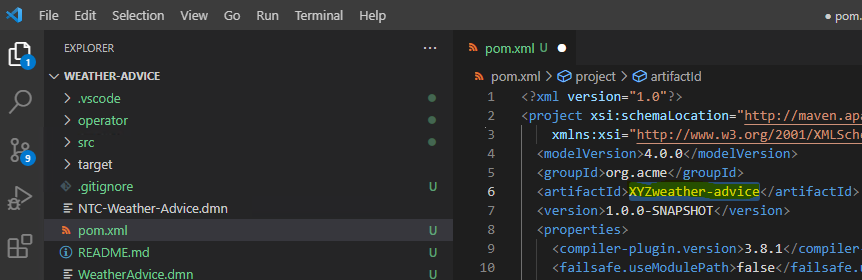 File Edit Selection View Go Run Terminal Help ● pom.
EXPLORER ···
WEATHER-ADVICE
.vscode
operator
src
target
.gitignore U
NTC-Weather-Advice.dmn
pom.xml U
README.md U
WeatherAdvice.dmn U
1
9
pom.xml U ●
pom.xml > project > artifactId
1 <?xml version="1.0"?>
2 <project xsi:schemaLocation="http://maven.apa
3 xmlns:xsi="http://www.w3.org/2001/XMLSche
4 <modelVersion>4.0.0</modelVersion>
5 <groupId>org.acme</groupId>
6 <artifactId>XYZweather-advice</artifactId>
7 <version>1.0.0-SNAPSHOT</version>
8 <properties>
9 <compiler-plugin.version>3.8.1</compiler-
10 <failsafe.useModulePath>false</failsafe.